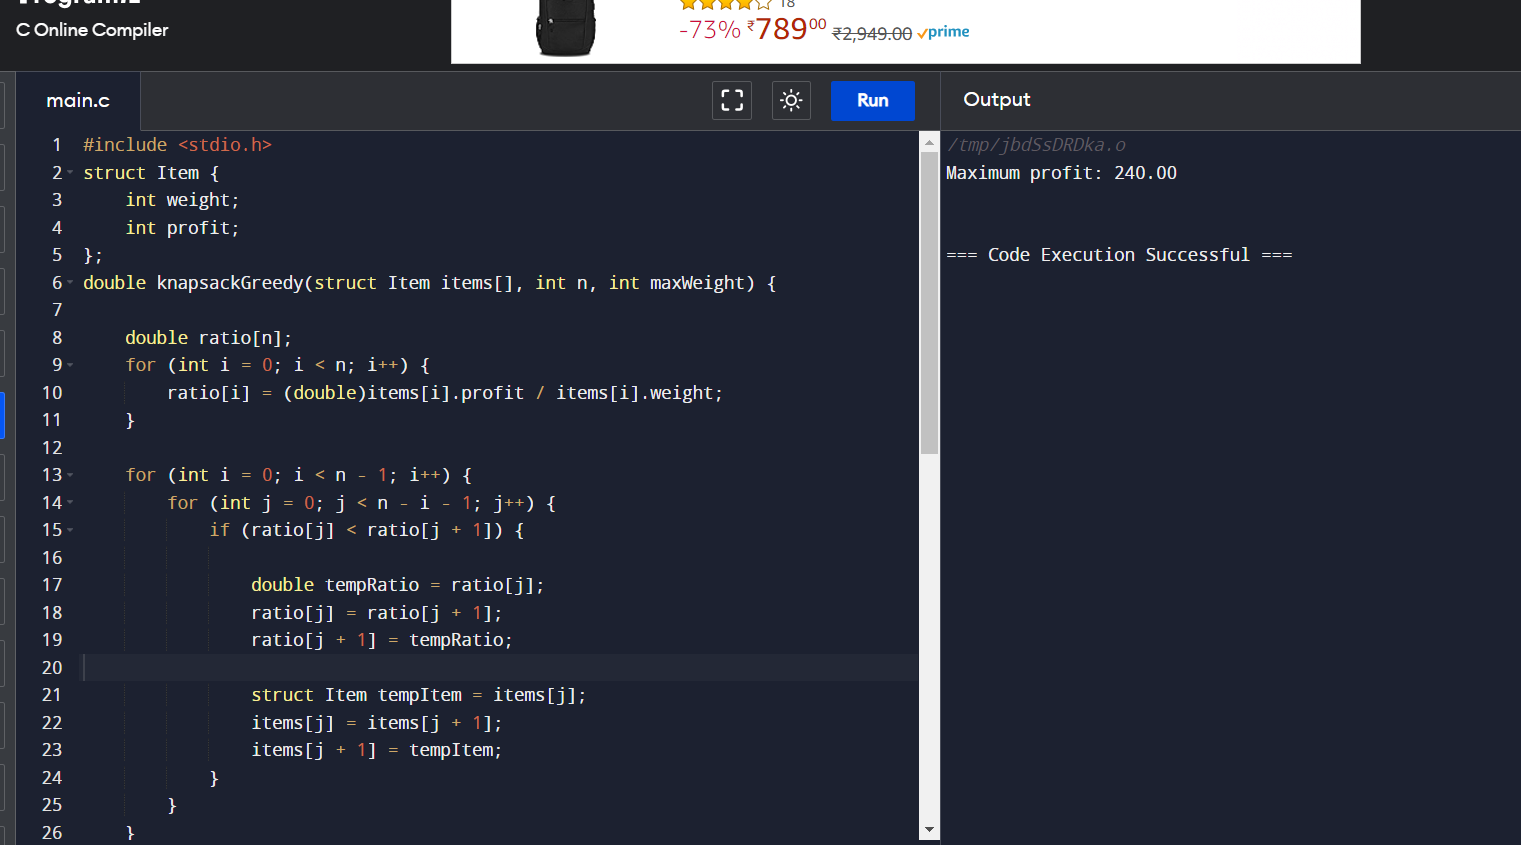 C Online Compiler
18
-73% ₹78900 ₹2,949.00 prime
main.c
Run
Output
1 #include <stdio.h>
2 struct Item {
3 int weight;
4 int profit;
5 };
6 double knapsackGreedy(struct Item items[], int n, int maxWeight) {
7
8 double ratio[n];
9 for (int i = 0; i < n; i++) {
10 ratio[i] = (double)items[i].profit / items[i].weight;
11 }
12
13 for (int i = 0; i < n - 1; i++) {
14 for (int j = 0; j < n - i - 1; j++) {
15 if (ratio[j] < ratio[j + 1]) {
16
17 double tempRatio = ratio[j];
18 ratio[j] = ratio[j + 1];
19 ratio[j + 1] = tempRatio;
20
21 struct Item tempItem = items[j];
22 items[j] = items[j + 1];
23 items[j + 1] = tempItem;
24 }
25 }
26 }
/tmp/jbdSsDRDka.o
Maximum profit: 240.00
=== Code Execution Successful ===